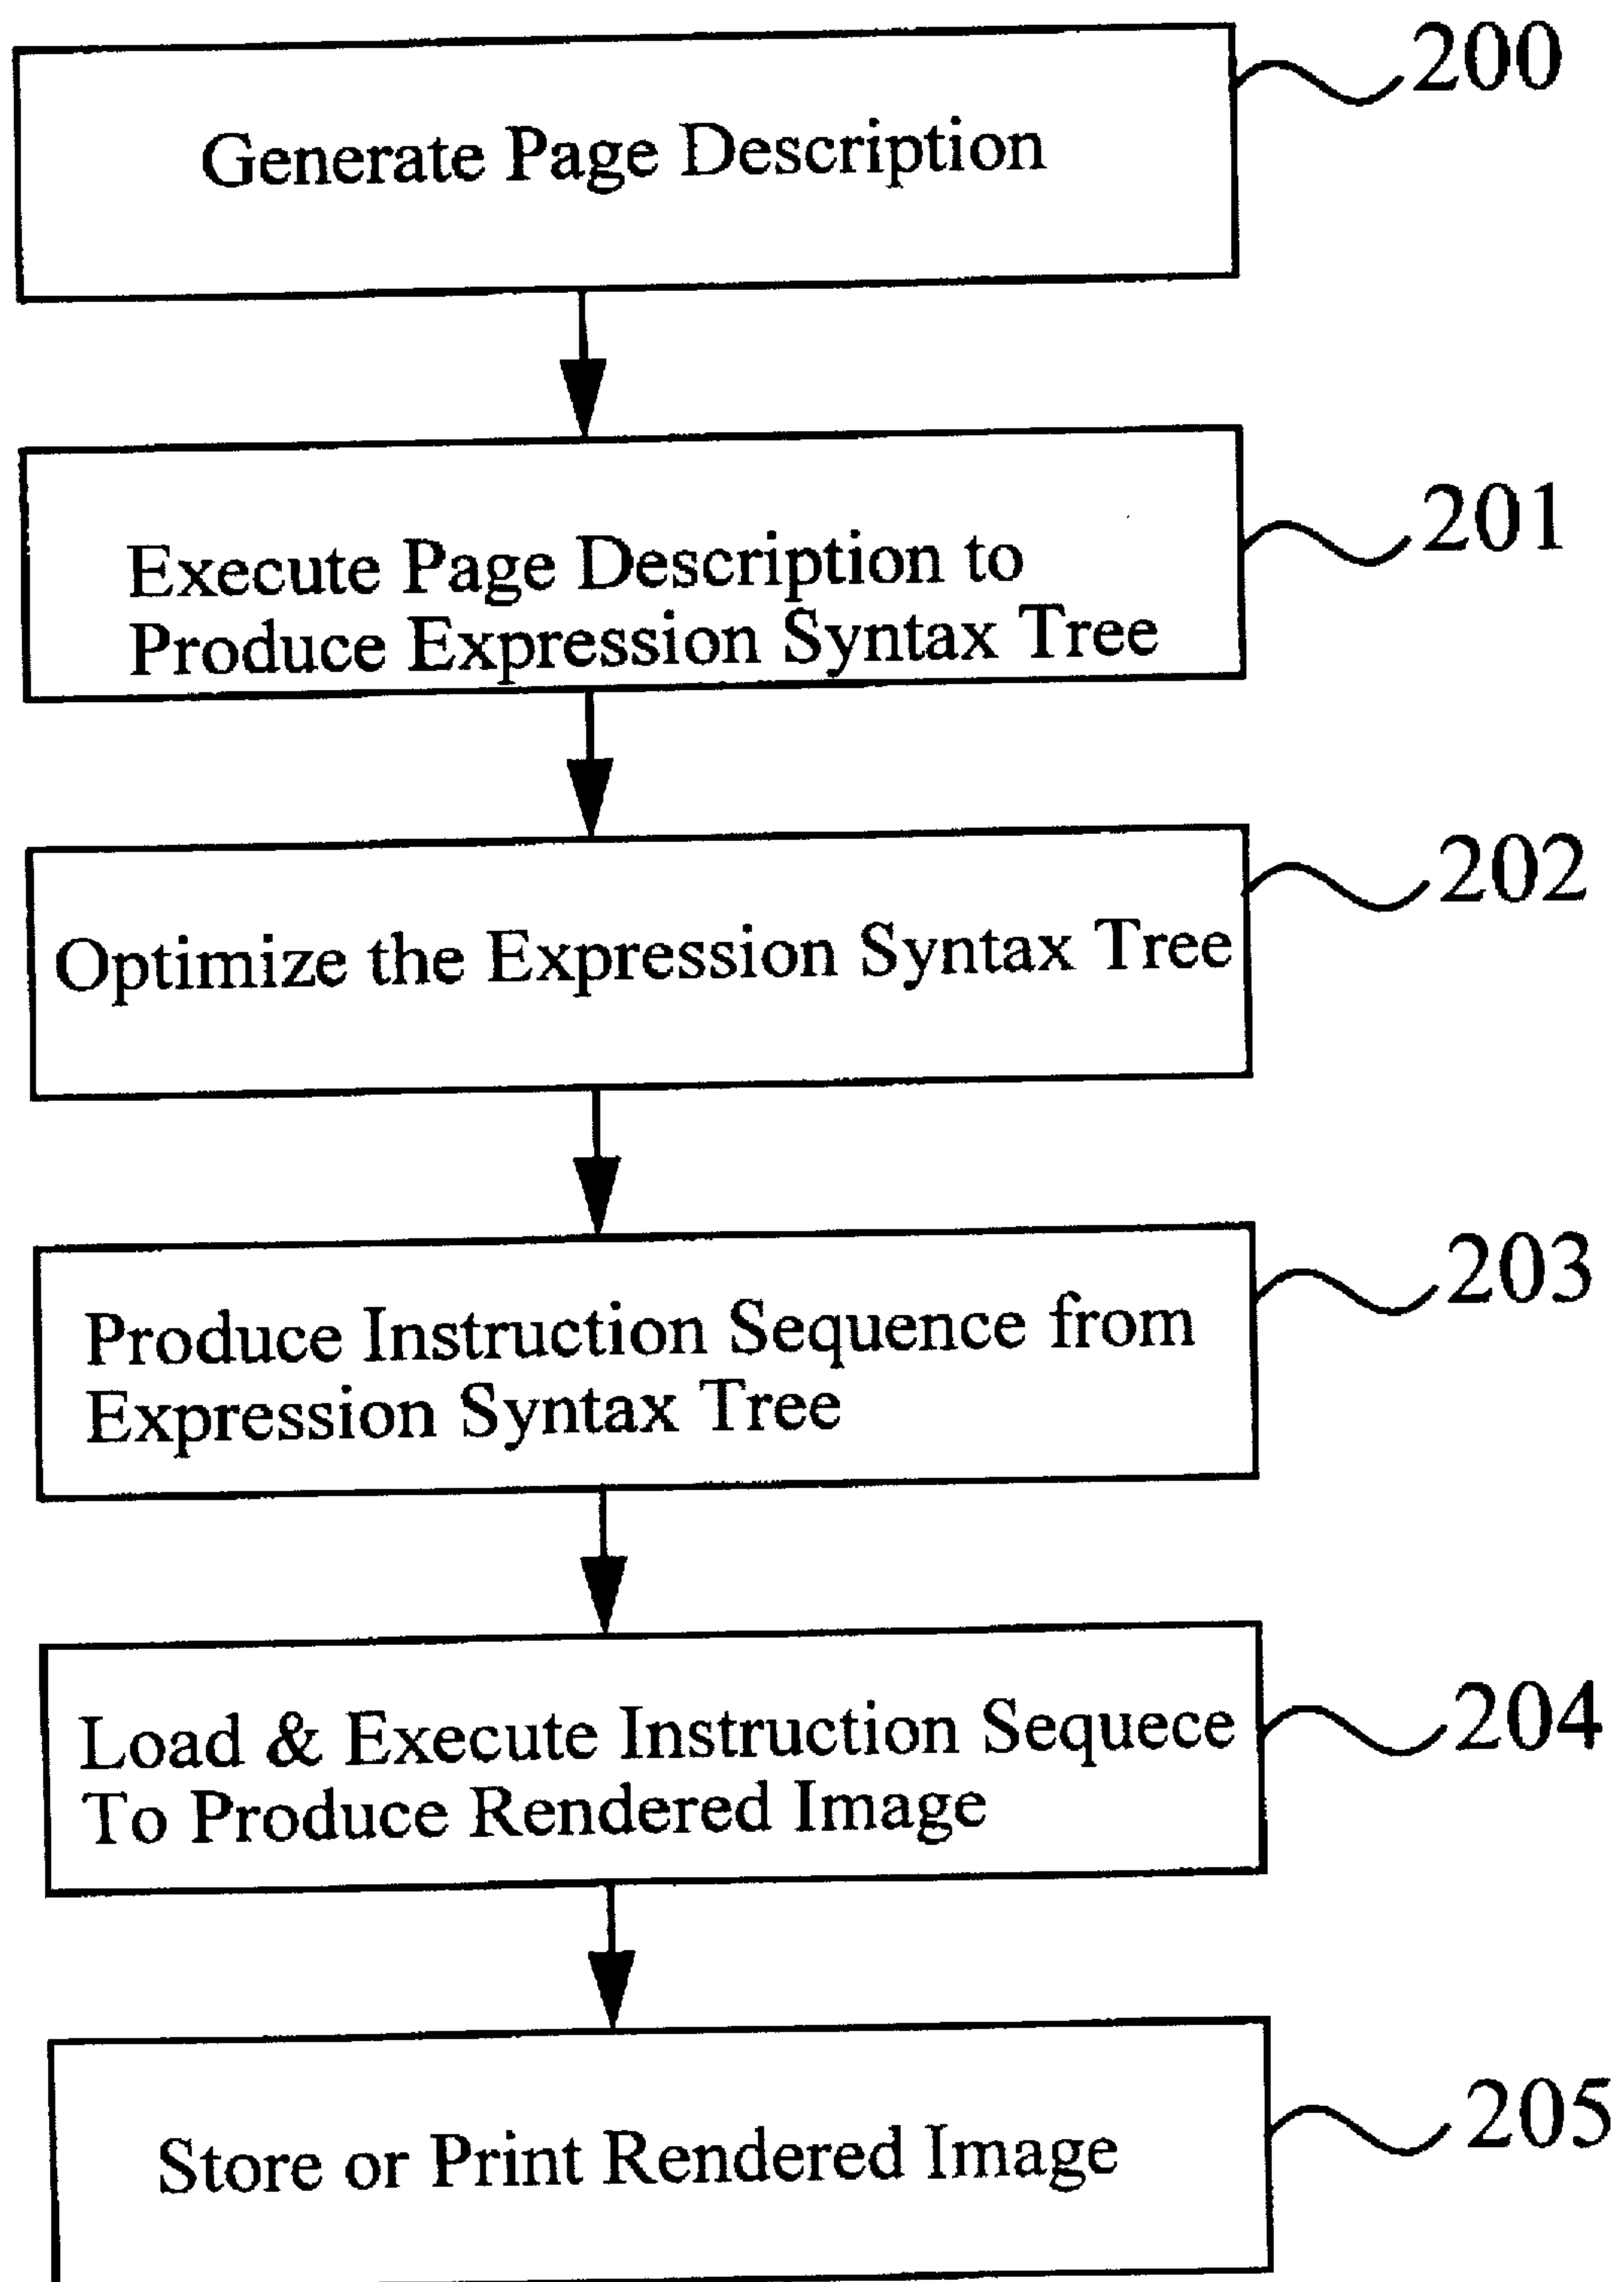 200
Generate Page Description
201
Execute Page Description to
Produce Expression Syntax Tree
202
Optimize the Expression Syntax Tree
203
Produce Instruction Sequence from
Expression Syntax Tree
204
Load & Execute Instruction Sequece
To Produce Rendered Image
205
Store or Print Rendered Image